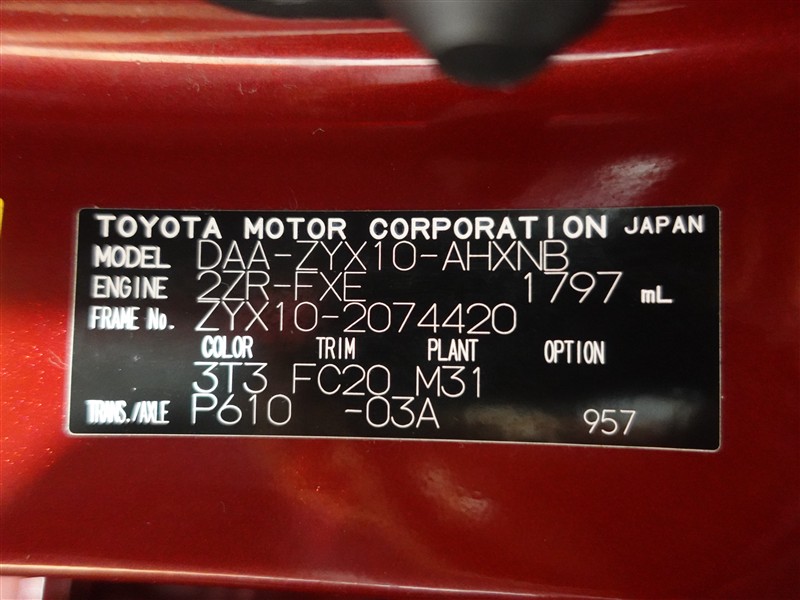 TOYOTA MOTOR CORPORATION JAPAN
MODEL DAA-ZYX10-AHXNB
ENGINE 2ZR-FXE 1797 mL
FRAME No. ZYX10-2074420
COLOR TRIM PLANT OPTION
3T3 FC20 M31
TRANS./AXLE P610 -03A 957